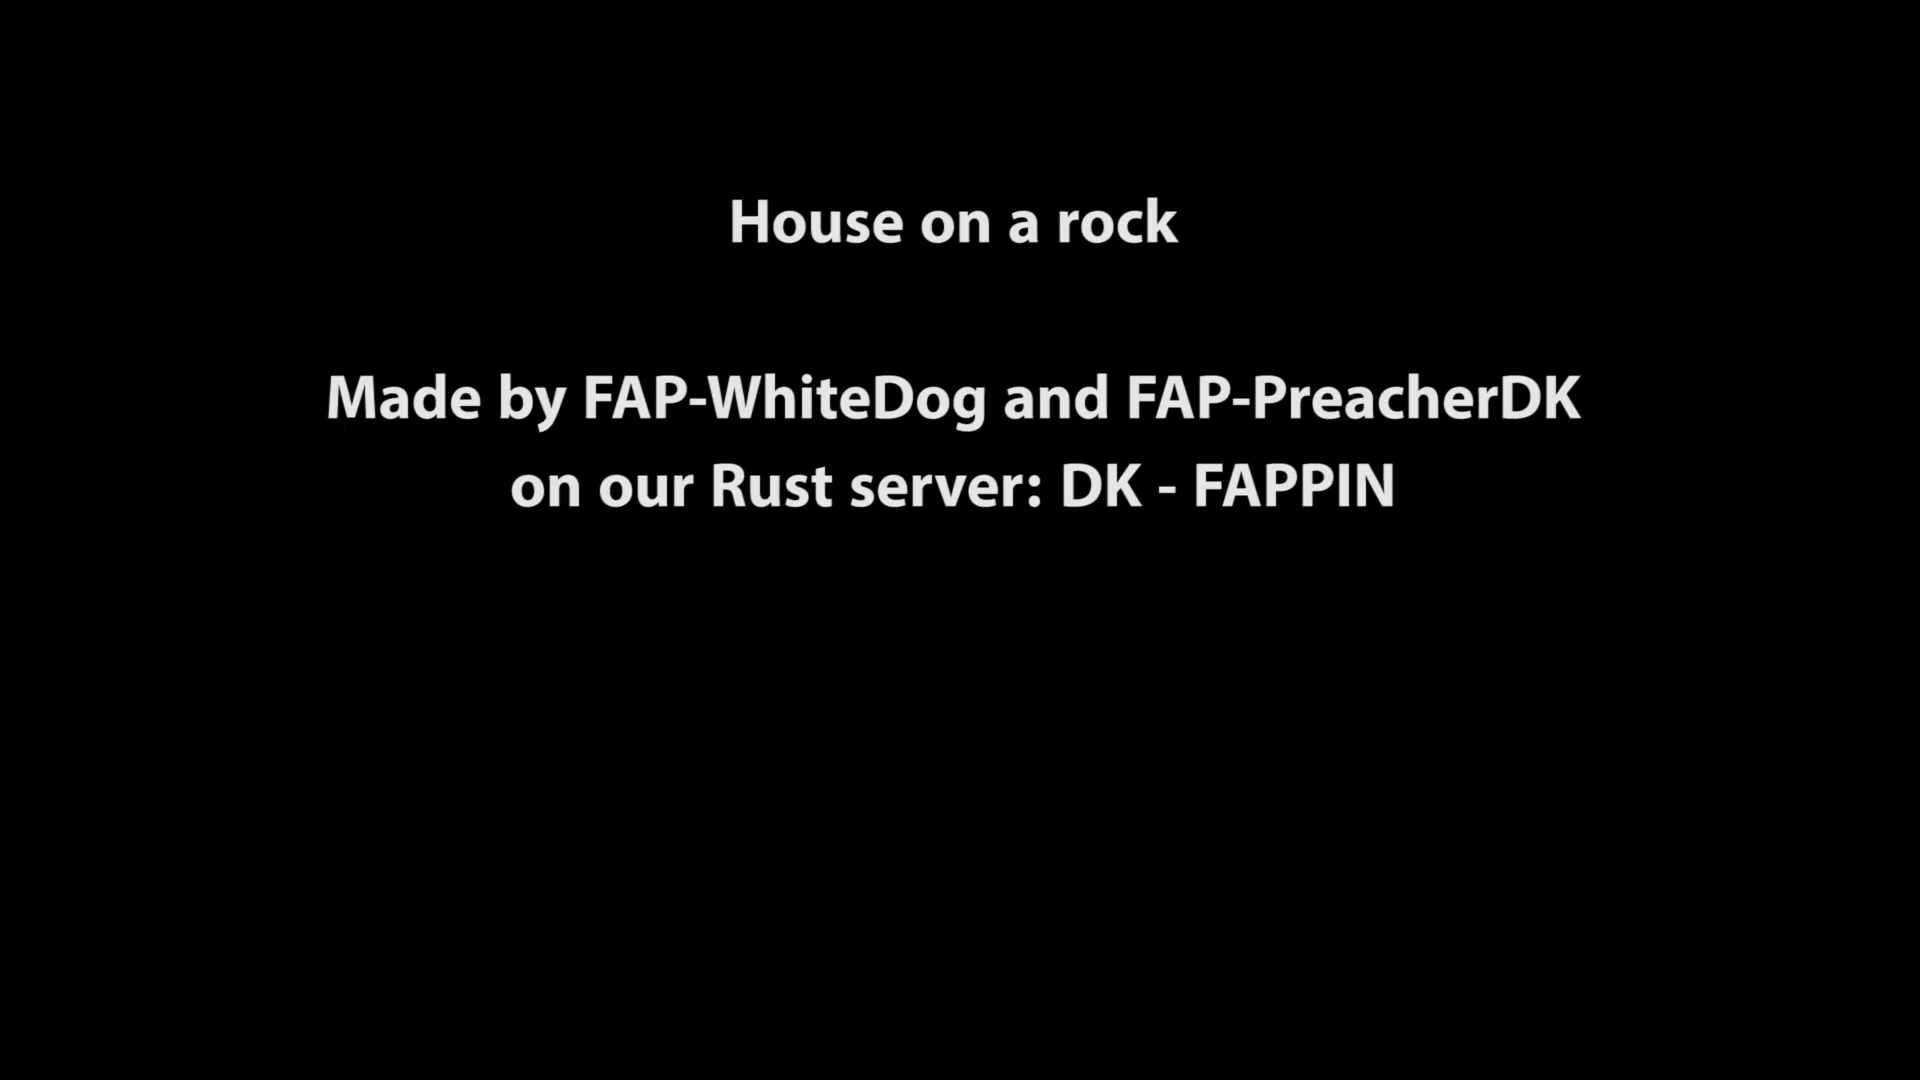 House on a rock
Made by FAP-WhiteDog and FAP-PreacherDK
on our Rust server: DK - FAPPIN